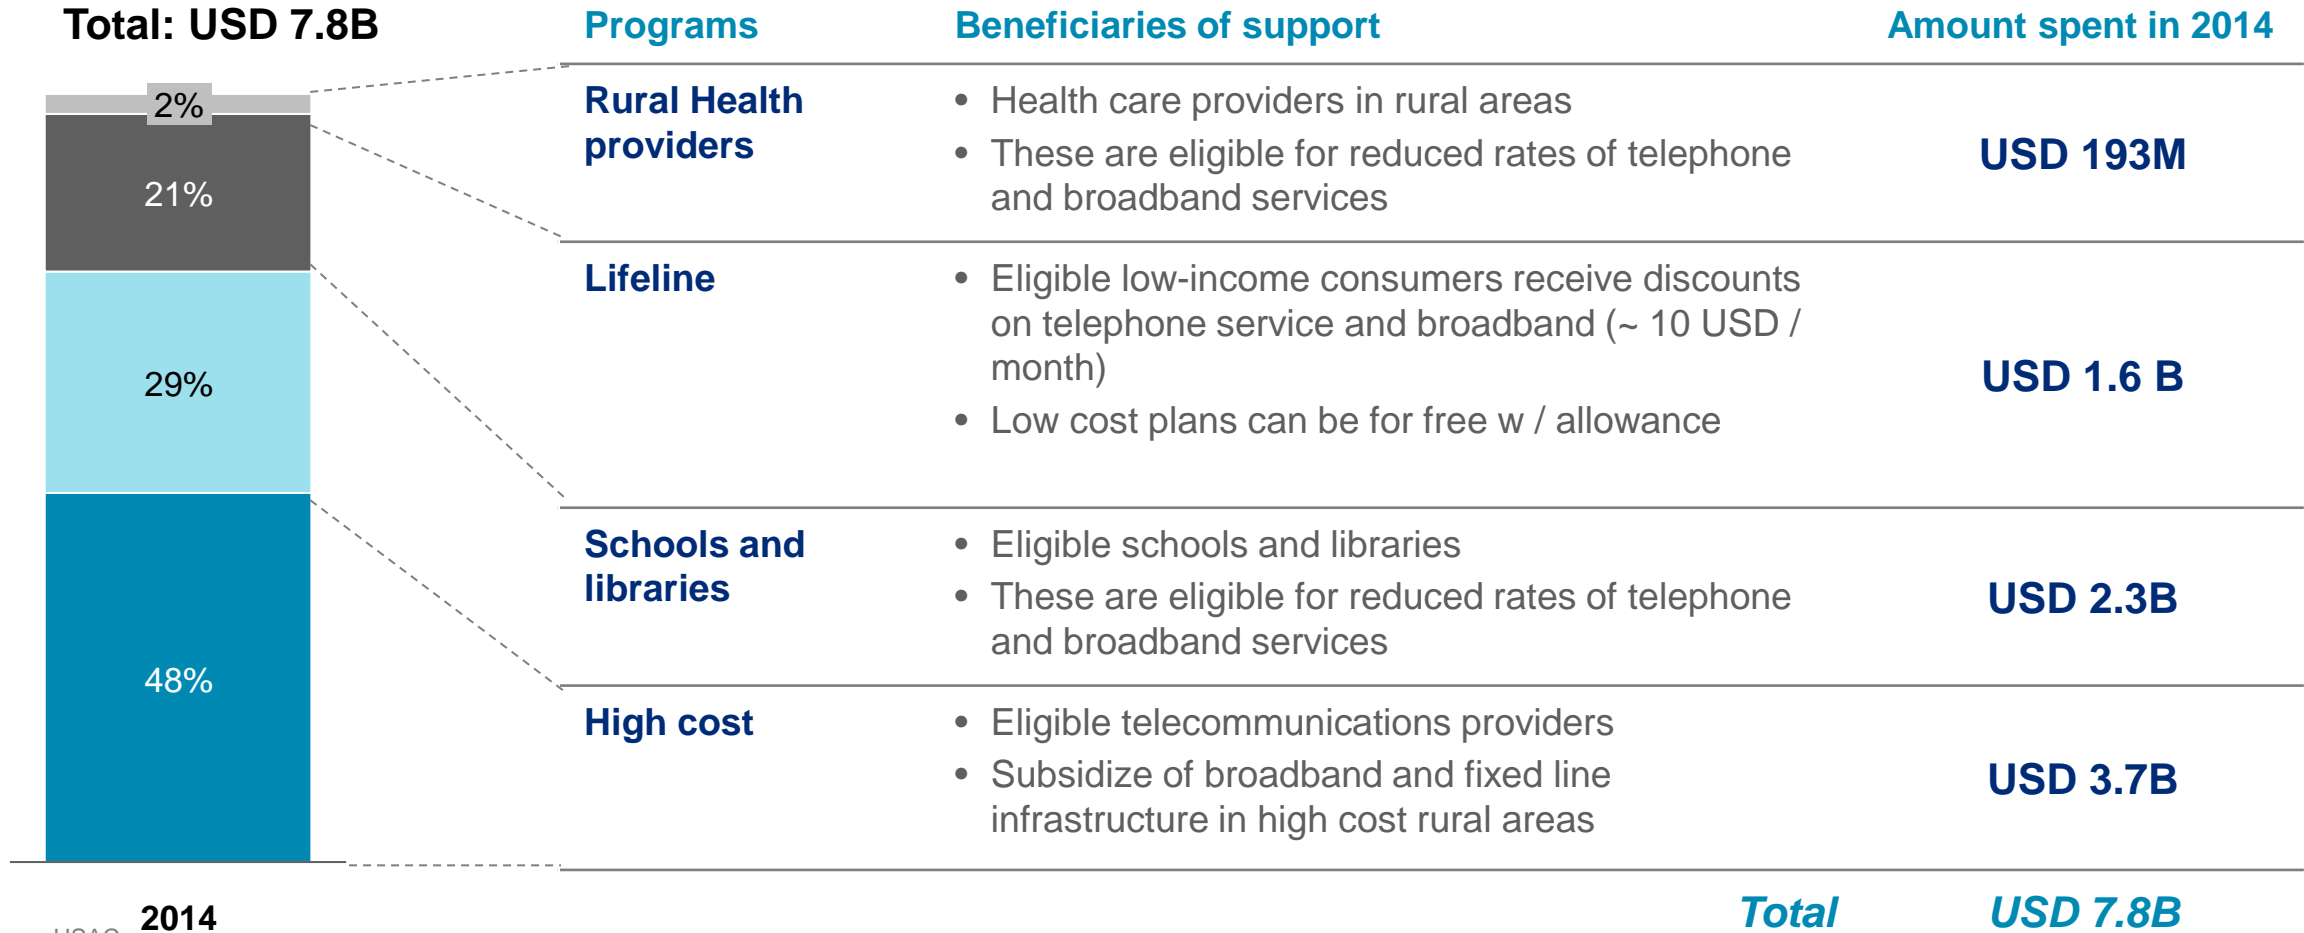 Total: USD 7.8B
Programs
Beneficiaries of support
Amount spent in 2014
2%
21%
29%
48%
2014
Rural Health
providers
• Health care providers in rural areas
• These are eligible for reduced rates of telephone
and broadband services
USD 193M
Lifeline
• Eligible low-income consumers receive discounts
on telephone service and broadband (~ 10 USD /
month)
• Low cost plans can be for free w / allowance
USD 1.6 B
Schools and
libraries
• Eligible schools and libraries
• These are eligible for reduced rates of telephone
and broadband services
USD 2.3B
High cost
• Eligible telecommunications providers
• Subsidize of broadband and fixed line
infrastructure in high cost rural areas
USD 3.7B
Total
USD 7.8B